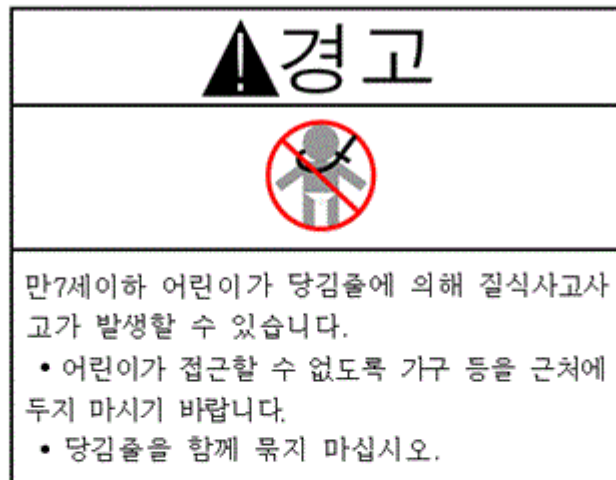 경고
만7세이하 어린이가 당김줄에 의해 질식사고사
고가 발생할 수 있습니다.
• 어린이가 접근할 수 없도록 가구 등을 근처에
두지 마시기 바랍니다.
• 당김줄을 함께 묶지 마십시오.